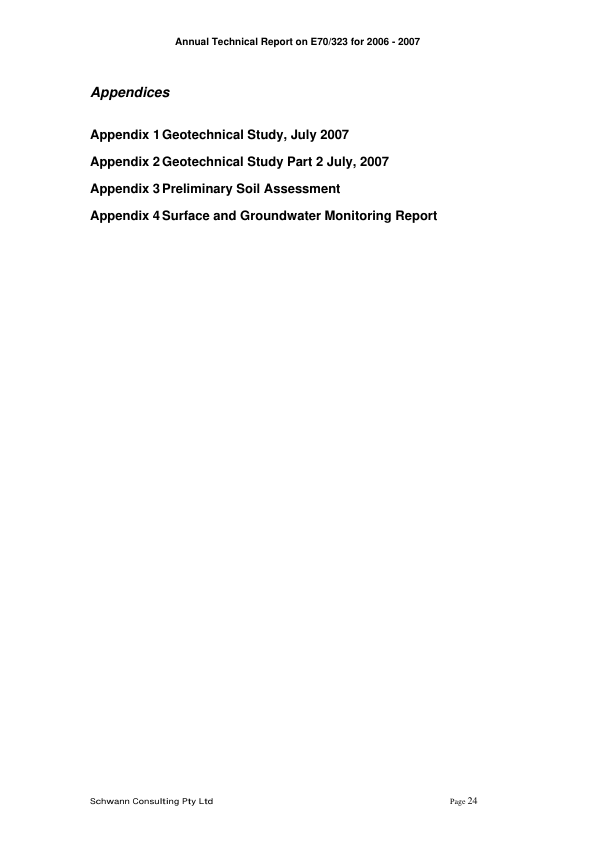 Annual Technical Report on E70/323 for 2006 - 2007
Appendices
Appendix 1 Geotechnical Study, July 2007
Appendix 2 Geotechnical Study Part 2 July, 2007
Appendix 3 Preliminary Soil Assessment
Appendix 4 Surface and Groundwater Monitoring Report
Schwann Consulting Pty Ltd Page 24